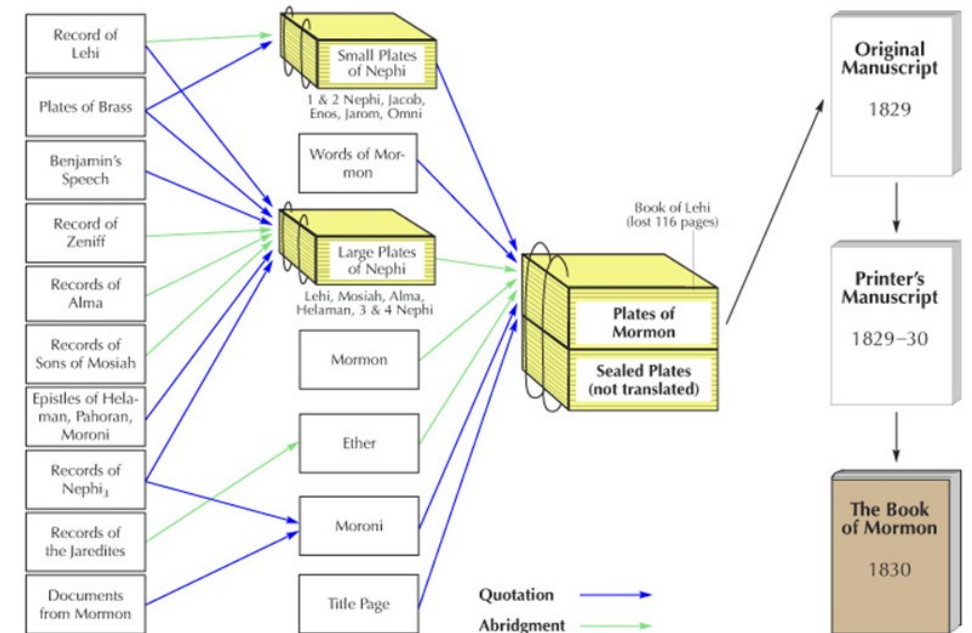 Record of
Lehi
Plates of Brass
Benjamin's
Speech
Record of
Zeniff
Records of
Alma
Records of
Sons of Mosiah
Epistles of Hela-
man, Pahoran,
Moroni
Records of
Nephi3
Records of
the Jaredites
Documents
from Mormon
Small Plates
of Nephi
1 & 2 Nephi, Jacob,
Enos, Jarom, Omni
Words of Mor-
mon
Large Plates
of Nephi
Lehi, Mosiah, Alma,
Helaman, 3 & 4 Nephi
Mormon
Ether
Moroni
Title Page
Book of Lehi
(lost 116 pages)
Plates of
Mormon
Sealed Plates
(not translated)
Quotation
Abridgment
Original
Manuscript
1829
Printer's
Manuscript
1829–30
The Book
of Mormon
1830